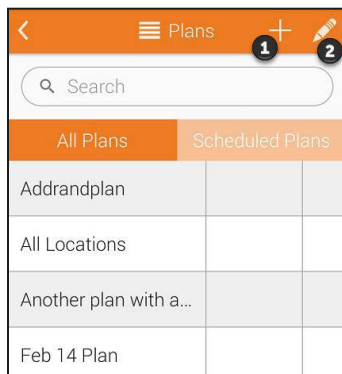 Plans
1
2
Search
All Plans Scheduled Plans
Addrandplan
All Locations
Another plan with a...
Feb 14 Plan